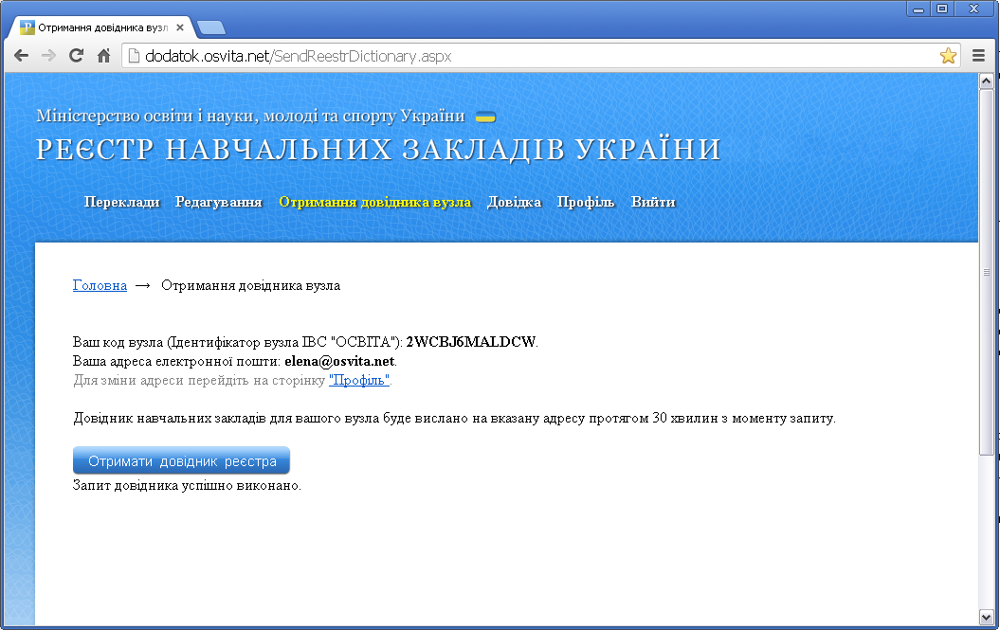 Отримання довідника вузл
dodatok.osvita.net/SendReestrDictionary.aspx
Міністерство освіти і науки, молоді та спорту України
РЕЄСТР НАВЧАЛЬНИХ ЗАКЛАДІВ УКРАЇНИ
Переклади Редагування Отримання довідника вузла Довідка Профіль Вийти
Головна → Отримання довідника вузла
Ваш код вузла (Ідентифікатор вузла ІВС "ОСВІТА"): 2WCBJ6MALDCW.
Ваша адреса електронної пошти: elena@osvita.net.
Для зміни адреси перейдіть на сторінку "Профіль".
Довідник навчальних закладів для вашого вузла буде вислано на вказану адресу протягом 30 хвилин з моменту запиту.
Отримати довідник реєстра
Запит довідника успішно виконано.